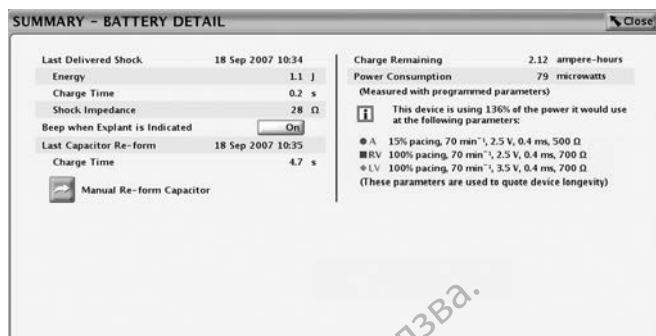 SUMMARY - BATTERY DETAIL
Close
Last Delivered Shock 18 Sep 2007 10:34
Energy 1.1 J
Charge Time 0.2 s
Shock Impedance 28 Ω
Beep when Explant is Indicated On
Last Capacitor Re-form 18 Sep 2007 10:35
Charge Time 4.7 s
Manual Re-form Capacitor
Charge Remaining 2.12 ampere-hours
Power Consumption 79 microwatts
(Measured with programmed parameters)
i This device is using 136% of the power it would use
at the following parameters:
A 15% pacing, 70 min⁻¹, 2.5 V, 0.4 ms, 500 Ω
RV 100% pacing, 70 min⁻¹, 2.5 V, 0.4 ms, 700 Ω
LV 100% pacing, 70 min⁻¹, 3.5 V, 0.4 ms, 700 Ω
(These parameters are used to quote device longevity)